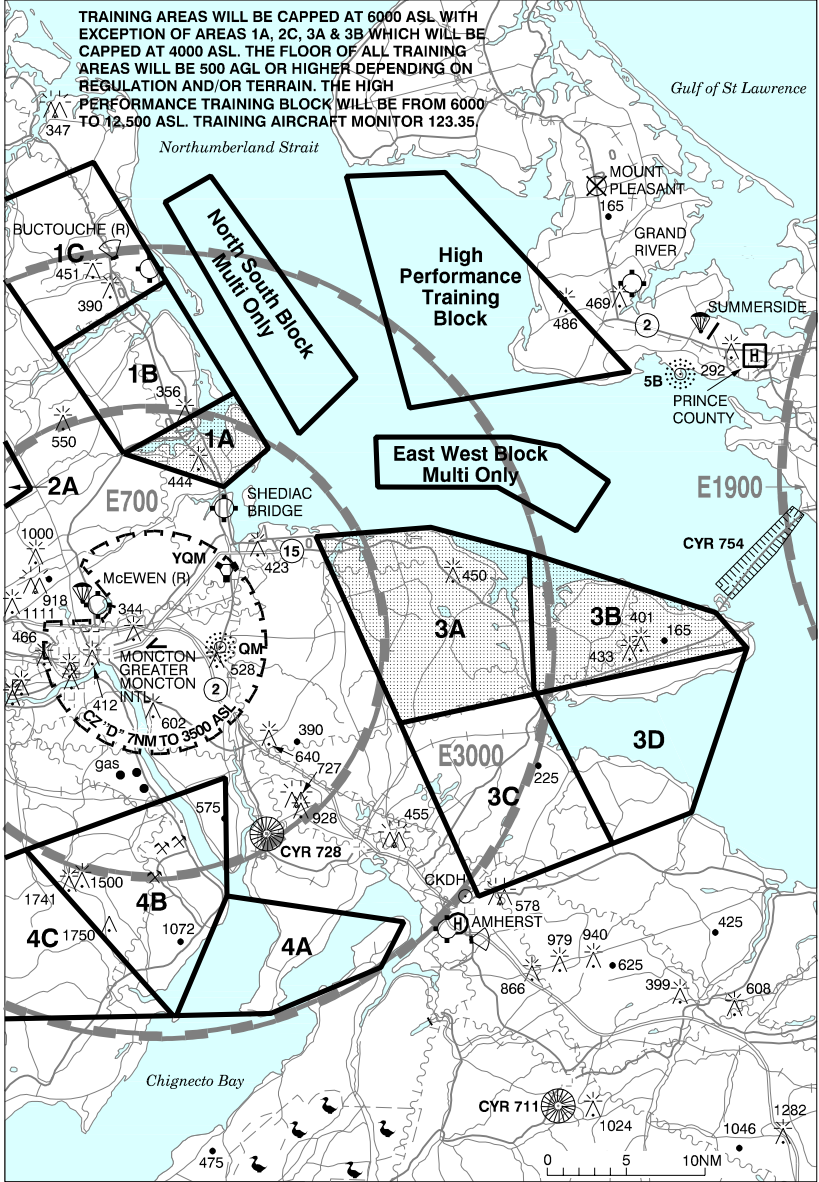 TRAINING AREAS WILL BE CAPPED AT 6000 ASL WITH
EXCEPTION OF AREAS 1A, 2C, 3A & 3B WHICH WILL BE
CAPPED AT 4000 ASL. THE FLOOR OF ALL TRAINING
AREAS WILL BE 500 AGL OR HIGHER DEPENDING ON
REGULATION AND/OR TERRAIN. THE HIGH
PERFORMANCE TRAINING BLOCK WILL BE FROM 6000
TO 12,500 ASL. TRAINING AIRCRAFT MONITOR 123.35.
Gulf of St Lawrence
347
Northumberland Strait
0
MOUNT
PLEASANT
165
BUCTOUCHE (R)
1C
451
390
0
North South Block
Multi Only
High
Performance
Training
Block
GRAND
RIVER
469
486
2
SUMMERSIDE
292
H
5B
PRINCE
COUNTY
1B
356
550
1A
444
2A
E700
SHEDIAC
BRIDGE
East West Block
Multi Only
E1900
CYR 754
1000
YQM
423
15
0
McEWEN (R)
918
1111
344
466
450
3A
3B
401
165
433
QM
528
MONCTON
GREATER
MONCTON
INTL
2
412
602
CZ "D" 7NM TO 3500 ASL
390
640
727
E3000
3D
225
3C
gas
575
928
455
CYR 728
CKDH
578
H
AMHERST
1741
1500
4B
1750
1072
4C
4A
425
979
940
866
625
399
608
Chignecto Bay
CYR 711
1024
1046
1282
475
0
5
10NM